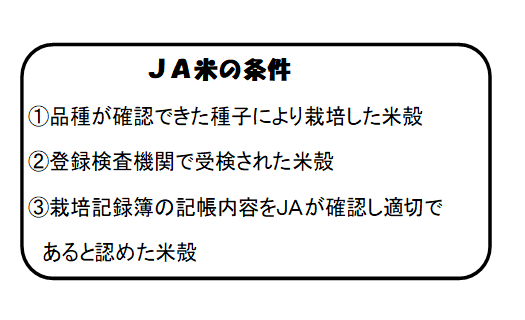 ＪＡ米の条件
①品種が確認できた種子により栽培した米殻
②登録検査機関で受検された米殻
③栽培記録簿の記帳内容をＪＡが確認し適切で
あると認めた米殻